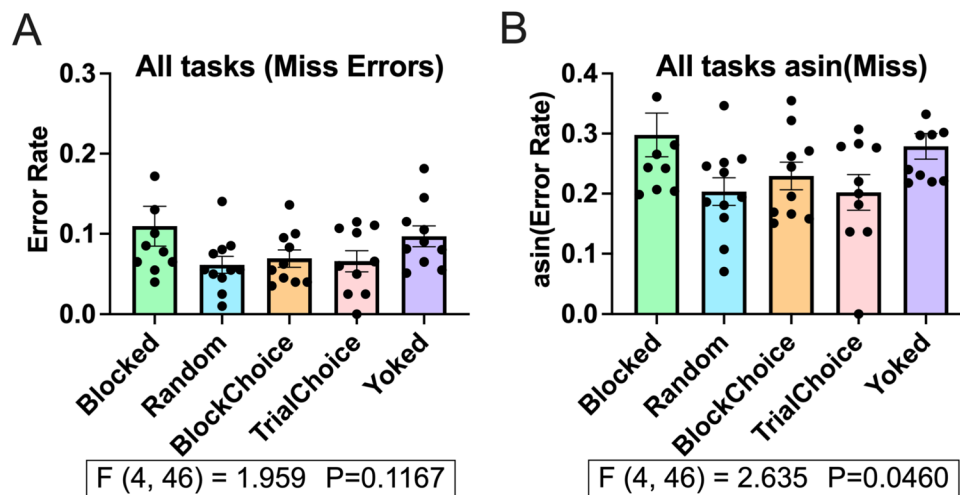 A
All tasks (Miss Errors)
Error Rate
0.3
0.2
0.1
0.0
Blocked
Random
BlockChoice
TrialChoice
Yoked
F (4, 46) = 1.959 P=0.1167
B
All tasks asin(Miss)
asin(Error Rate)
0.4
0.3
0.2
0.1
0.0
Blocked
Random
BlockChoice
TrialChoice
Yoked
F (4, 46) = 2.635 P=0.0460